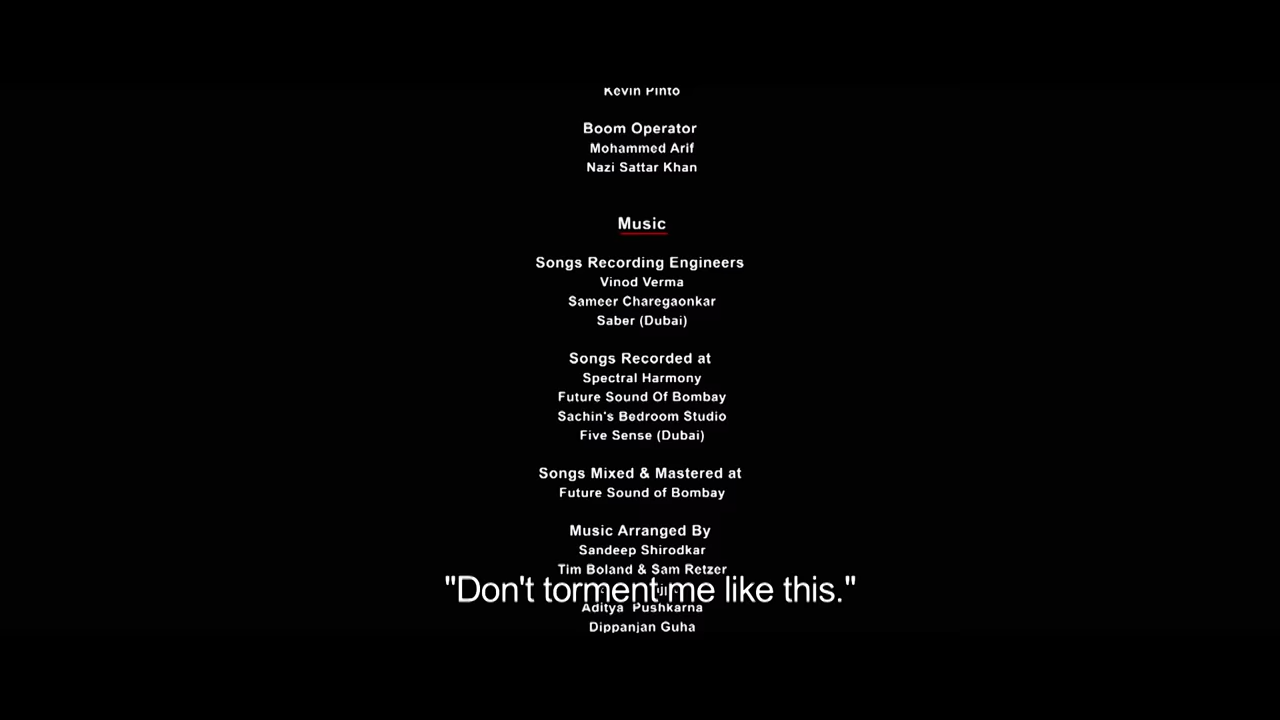 Kevin Pinto
Boom Operator
Mohammed Arif
Nazi Sattar Khan
Music
Songs Recording Engineers
Vinod Verma
Sameer Charegaonkar
Saber (Dubai)
Songs Recorded at
Spectral Harmony
Future Sound Of Bombay
Sachin's Bedroom Studio
Five Sense (Dubai)
Songs Mixed & Mastered at
Future Sound of Bombay
Music Arranged By
Sandeep Shirodkar
Tim Boland & Sam Retzer
"Don't torment me like this."
Aditya Pushkarna
Dippanjan Guha